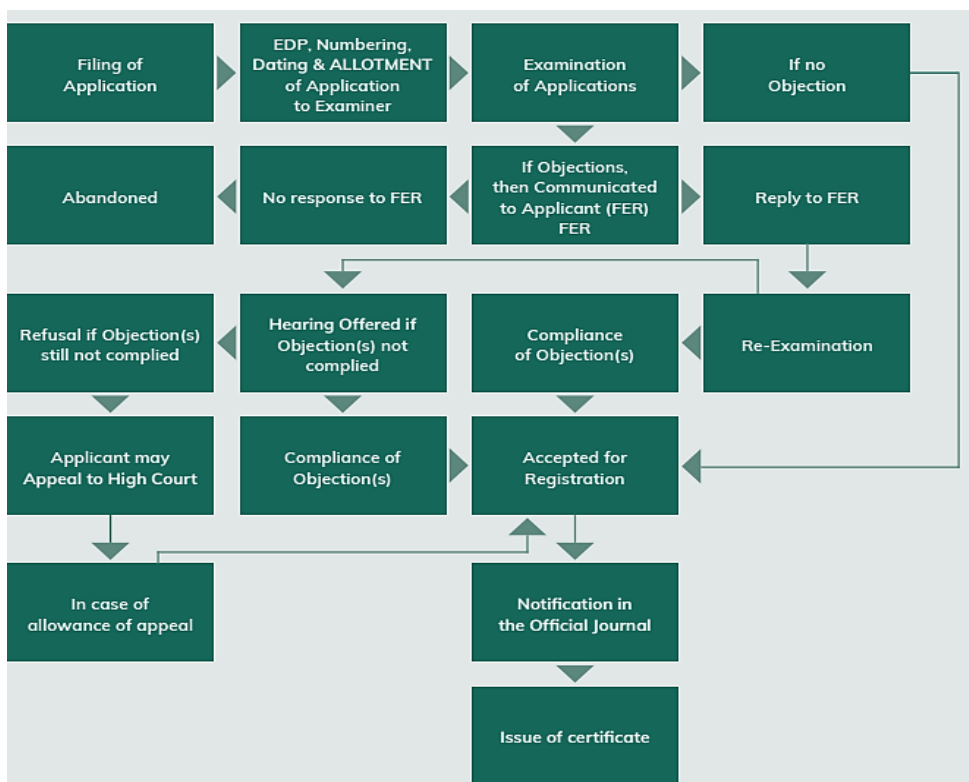 Filing of
Application
EDP, Numbering,
Dating & ALLOTMENT
of Application
to Examiner
Examination
of Applications
If no
Objection
Abandoned
No response to FER
If Objections,
then Communicated
to Applicant (FER)
FER
Reply to FER
Refusal if Objection(s)
still not complied
Hearing Offered if
Objection(s) not
complied
Compliance
of Objection(s)
Re-Examination
Applicant may
Appeal to High Court
Compliance of
Objection(s)
Accepted for
Registration
In case of
allowance of appeal
Notification in
the Official Journal
Issue of certificate